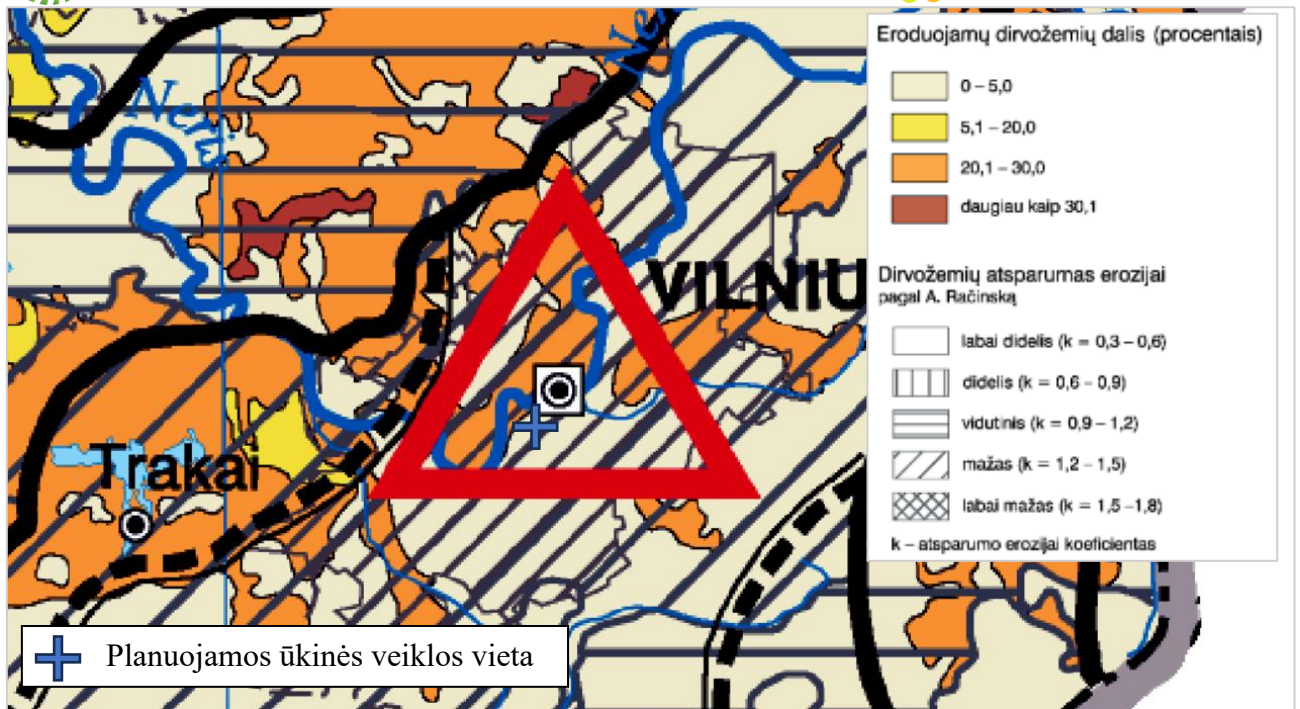 Neris
Ne
VILNIU
Trakai
Eroduojamų dirvožemių dalis (procentais)
0 – 5,0
5,1 – 20,0
20,1 – 30,0
daugiau kaip 30,1
Dirvožemių atsparumas erozijai
pagal A. Račinską
labai didelis (k = 0,3 – 0,6)
didelis (k = 0,6 – 0,9)
vidutinis (k = 0,9 – 1,2)
mažas (k = 1,2 – 1,5)
labai mažas (k = 1,5 –1,8)
k – atsparumo erozijai koeficientas
Planuojamos ūkinės veiklos vieta